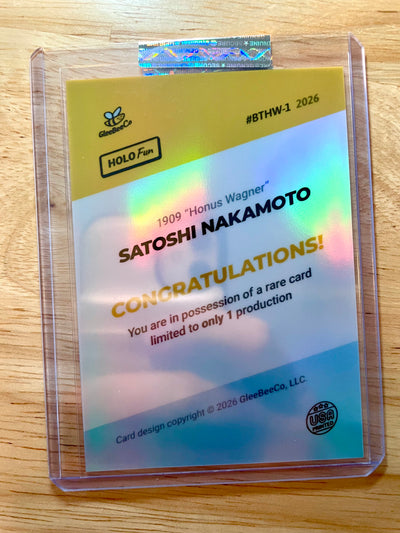 GleeBeeCo
#BTHW-1 2026
HOLO Fun
1909 "Honus Wagner"
SATOSHI NAKAMOTO
CONGRATULATIONS!
You are in possession of a rare card
limited to only 1 production
Card design copyright © 2026 GleeBeeCo, LLC.
USA
PRINTED